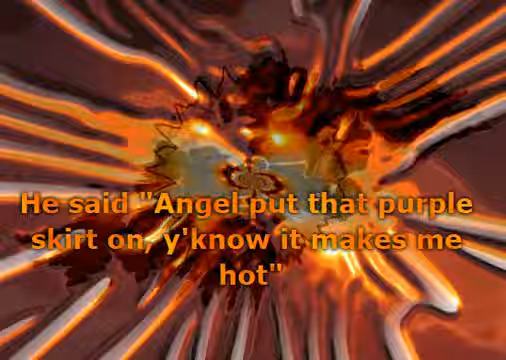 He said "Angel put that purple
skirt on, y'know it makes me
hot"